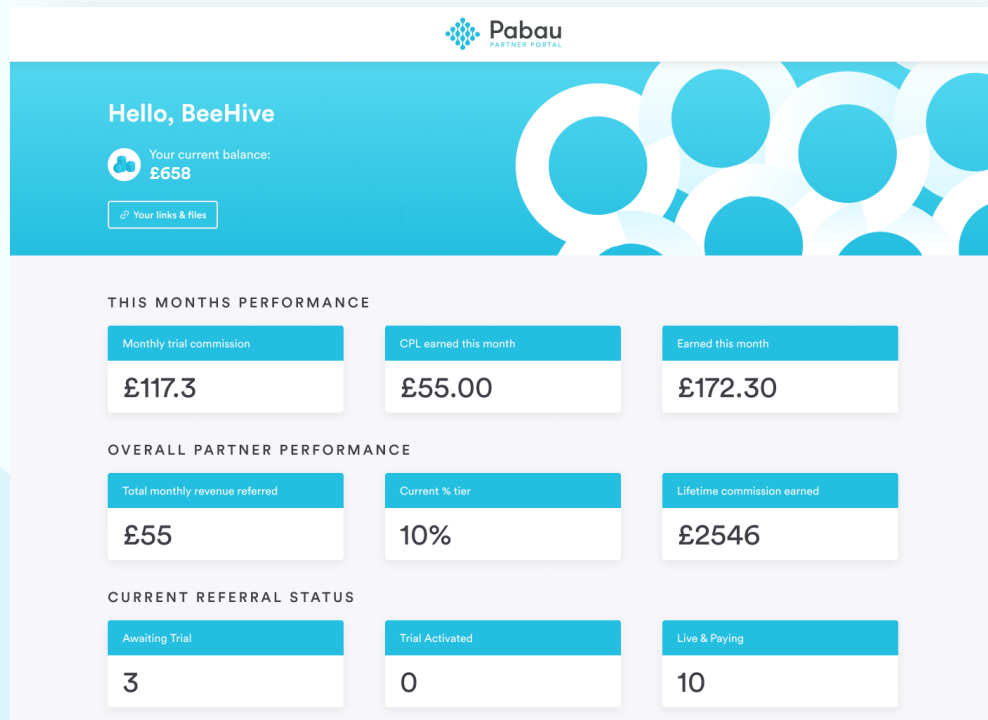 Pabau
PARTNER PORTAL
Hello, BeeHive
Your current balance:
£658
Your links & files
THIS MONTHS PERFORMANCE
Monthly trial commission
CPL earned this month
Earned this month
£117.3
£55.00
£172.30
OVERALL PARTNER PERFORMANCE
Total monthly revenue referred
Current % tier
Lifetime commission earned
£55
10%
£2546
CURRENT REFERRAL STATUS
Awaiting Trial
Trial Activated
Live & Paying
3
0
10